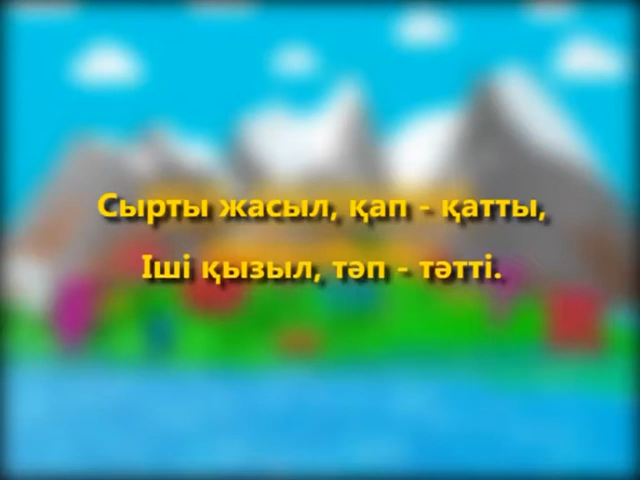 Сырты жасыл, қап - қатты,
Іші қызыл, тәп - тәтті.